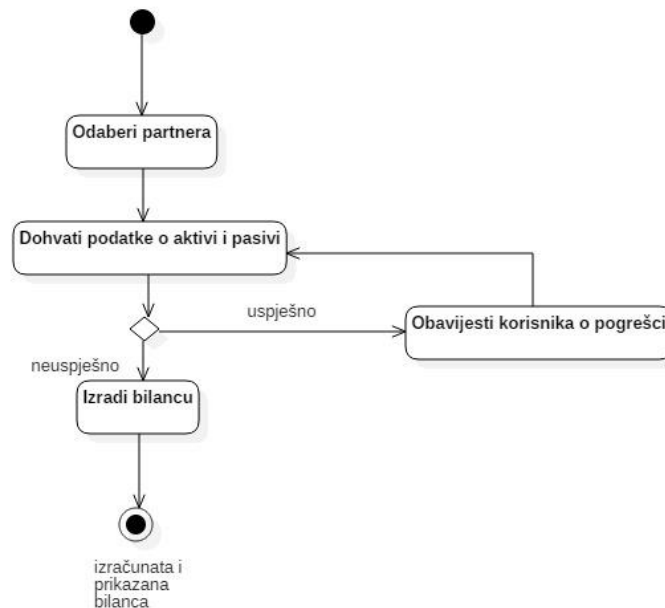 Odaberi partnera
Dohvati podatke o aktivi i pasivi
uspješno
Obavijesti korisnika o pogrešci
neuspješno
Izradi bilancu
izračunata i
prikazana
bilanca